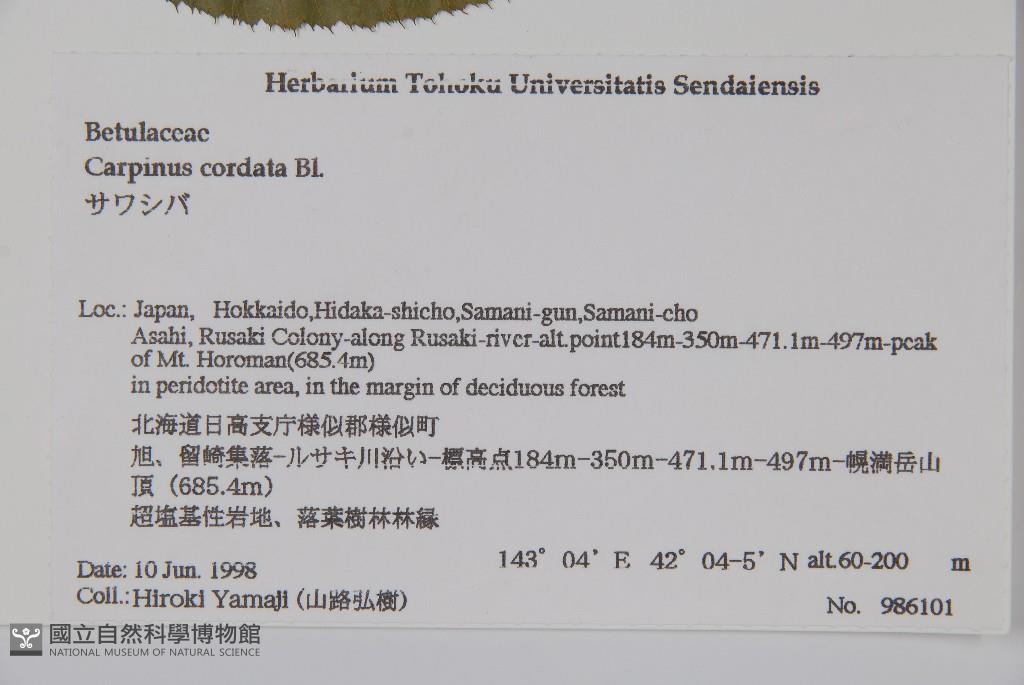 Herbarium Tohoku Universitatis Sendaiensis
Betulaceae
Carpinus cordata Bl.
サワシバ
Loc.: Japan, Hokkaido,Hidaka-shicho,Samani-gun,Samani-cho
Asahi, Rusaki Colony-along Rusaki-river-alt.point184m-350m-471.1m-497m-peak
of Mt. Horoman(685.4m)
in peridotite area, in the margin of deciduous forest
北海道日高支庁様似郡様似町
旭、留崎集落-ルサキ川沿い-標高点184m-350m-471.1m-497m-幌満岳山
頂（685.4m）
超塩基性岩地、落葉樹林林縁
143° 04' E 42° 04-5' N alt.60-200 m
Date: 10 Jun. 1998
Coll.: Hiroki Yamaji (山路弘樹)
No. 986101
國立自然科學博物館
NATIONAL MUSEUM OF NATURAL SCIENCE